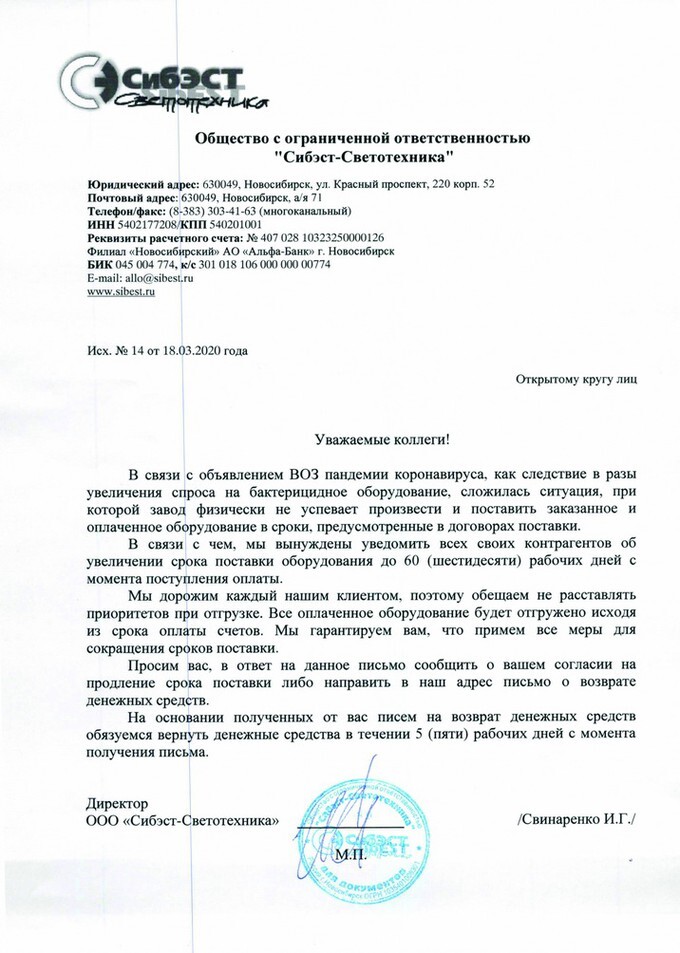 СибЭСТ
SIBEST
Светотехника
Общество с ограниченной ответственностью
"Сибэст-Светотехника"
Юридический адрес: 630049, Новосибирск, ул. Красный проспект, 220 корп. 52
Почтовый адрес: 630049, Новосибирск, а/я 71
Телефон/факс: (8-383) 303-41-63 (многоканальный)
ИНН 5402177208/КПП 540201001
Реквизиты расчетного счета: № 407 028 10323250000126
Филиал «Новосибирский» АО «Альфа-Банк» г. Новосибирск
БИК 045 004 774, к/с 301 018 106 000 000 00774
E-mail: allo@sibest.ru
www.sibest.ru
Исх. № 14 от 18.03.2020 года
Открытому кругу лиц
Уважаемые коллеги!
В связи с объявлением ВОЗ пандемии коронавируса, как следствие в разы
увеличения спроса на бактерицидное оборудование, сложилась ситуация, при
которой завод физически не успевает произвести и поставить заказанное и
оплаченное оборудование в сроки, предусмотренные в договорах поставки.
В связи с чем, мы вынуждены уведомить всех своих контрагентов об
увеличении срока поставки оборудования до 60 (шестидесяти) рабочих дней с
момента поступления оплаты.
Мы дорожим каждый нашим клиентом, поэтому обещаем не расставлять
приоритетов при отгрузке. Все оплаченное оборудование будет отгружено исходя
из срока оплаты счетов. Мы гарантируем вам, что примем все меры для
сокращения сроков поставки.
Просим вас, в ответ на данное письмо сообщить о вашем согласии на
продление срока поставки либо направить в наш адрес письмо о возврате
денежных средств.
На основании полученных от вас писем на возврат денежных средств
обязуемся вернуть денежные средства в течении 5 (пяти) рабочих дней с момента
получения письма.
Директор
ООО «Сибэст-Светотехника»
/Свинаренко И.Г./
М.П.
"Сибэст-Светотехника"
СибЭСТ
SIBEST
для документов